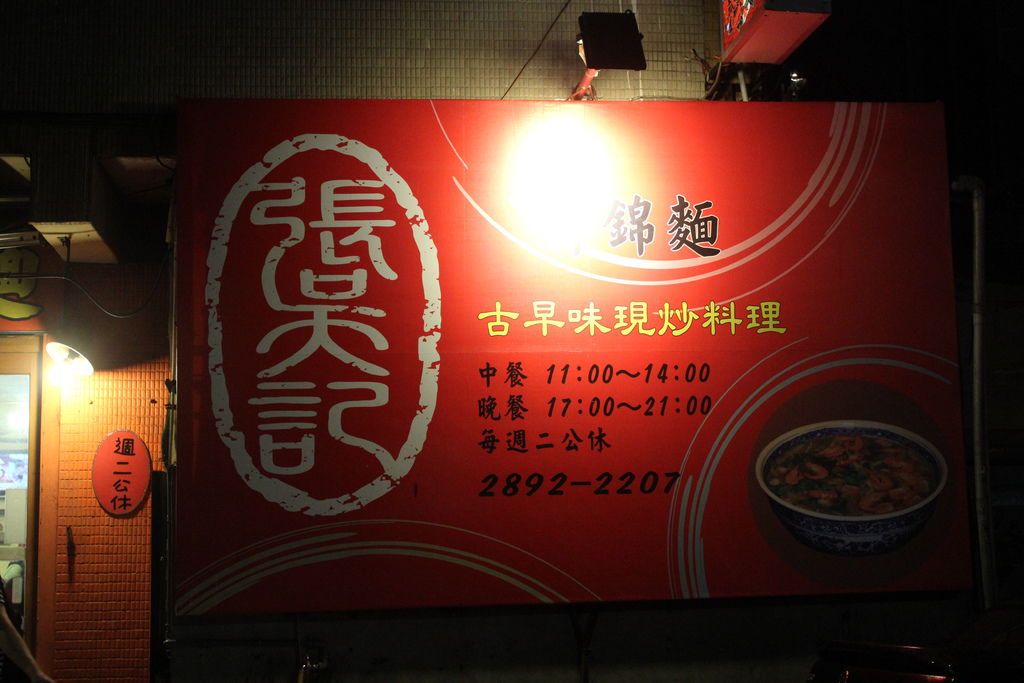 張吳記
錦麵
古早味現炒料理
中餐 11:00～14:00
晚餐 17:00～21:00
每週二公休
2892-2207
週二公休